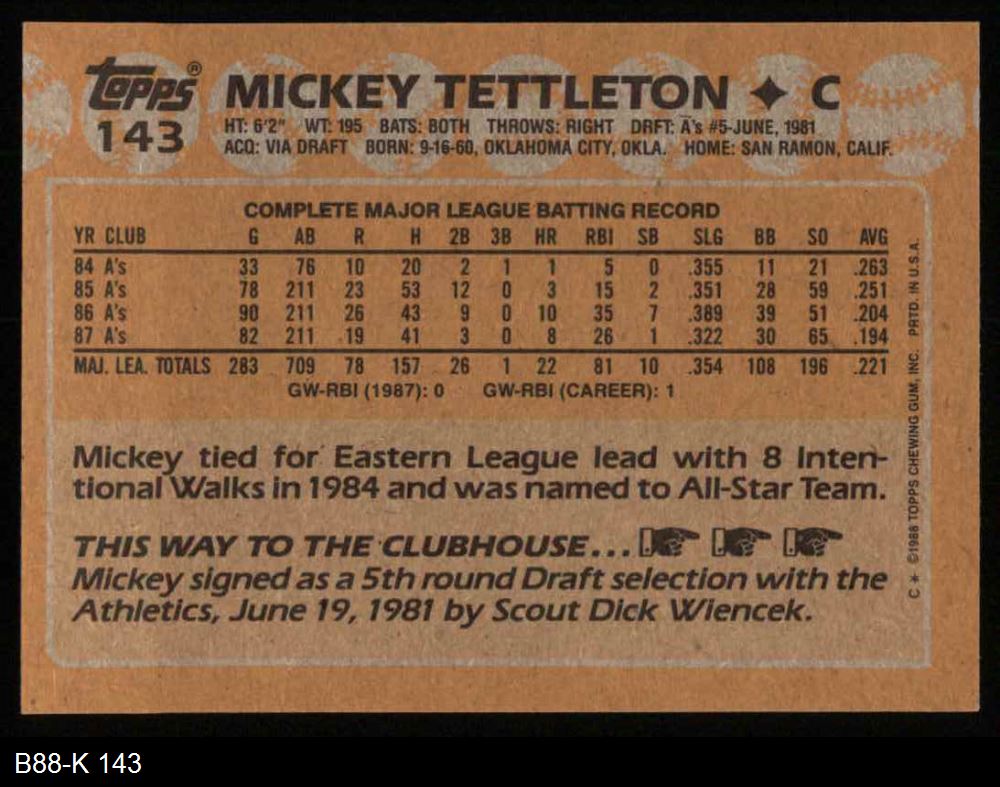 Topps® MICKEY TETTLETON ✦ C
143
HT: 6'2" WT: 195 BATS: BOTH THROWS: RIGHT DRFT: A's #5-JUNE, 1981
ACQ: VIA DRAFT BORN: 9-16-60, OKLAHOMA CITY, OKLA. HOME: SAN RAMON, CALIF.
COMPLETE MAJOR LEAGUE BATTING RECORD
YR CLUB G AB R H 2B 3B HR RBI SB SLG BB SO AVG
84 A's 33 76 10 20 2 1 1 5 0 .355 11 21 .263
85 A's 78 211 23 53 12 0 3 15 2 .351 28 59 .251
86 A's 90 211 26 43 9 0 10 35 7 .389 39 51 .204
87 A's 82 211 19 41 3 0 8 26 1 .322 30 65 .194
MAJ. LEA. TOTALS 283 709 78 157 26 1 22 81 10 .354 108 196 .221
GW-RBI (1987): 0 GW-RBI (CAREER): 1
Mickey tied for Eastern League lead with 8 Inten-
tional Walks in 1984 and was named to All-Star Team.
THIS WAY TO THE CLUBHOUSE...
Mickey signed as a 5th round Draft selection with the
Athletics, June 19, 1981 by Scout Dick Wiencek.
C * ©1988 TOPPS CHEWING GUM, INC. PRTD. IN U.S.A.
B88-K 143